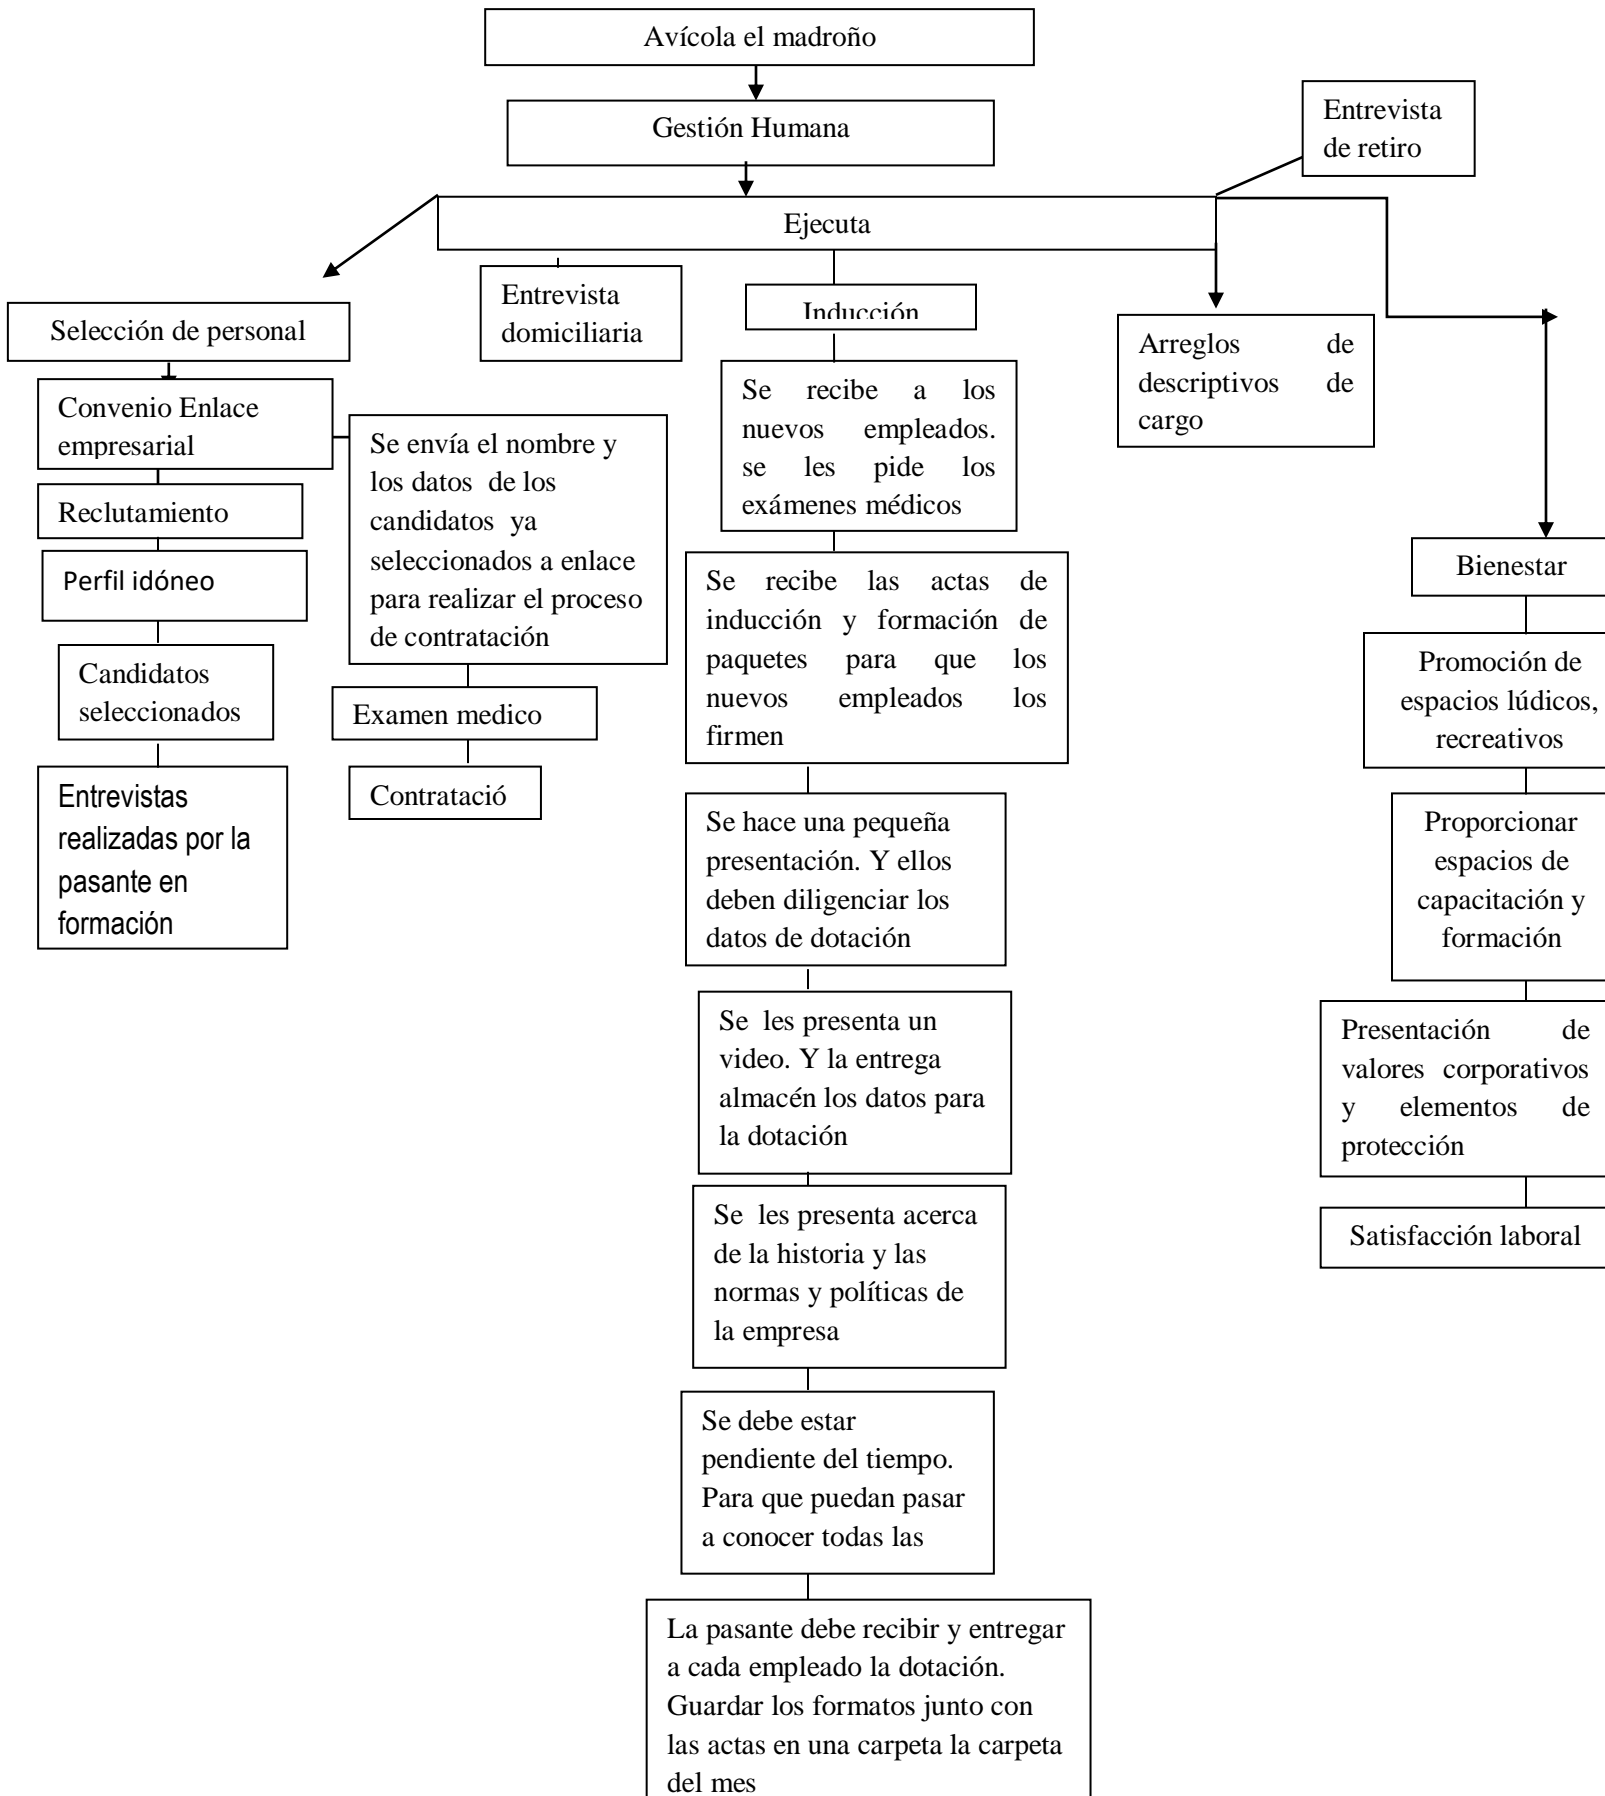 Avícola el madroño
Gestión Humana
Entrevista
de retiro
Ejecuta
Selección de personal
Convenio Enlace
empresarial
Reclutamiento
Perfil idóneo
Candidatos
seleccionados
Entrevistas
realizadas por la
pasante en
formación
Se envía el nombre y
los datos de los
candidatos ya
seleccionados a enlace
para realizar el proceso
de contratación
Examen medico
Contratació
Entrevista
domiciliaria
Inducción
Se recibe a los
nuevos empleados.
se les pide los
exámenes médicos
Se recibe las actas de
inducción y formación de
paquetes para que los
nuevos empleados los
firmen
Se hace una pequeña
presentación. Y ellos
deben diligenciar los
datos de dotación
Se les presenta un
video. Y la entrega
almacén los datos para
la dotación
Se les presenta acerca
de la historia y las
normas y políticas de
la empresa
Se debe estar
pendiente del tiempo.
Para que puedan pasar
a conocer todas las
La pasante debe recibir y entregar
a cada empleado la dotación.
Guardar los formatos junto con
las actas en una carpeta la carpeta
del mes
Arreglos de
descriptivos de
cargo
Bienestar
Promoción de
espacios lúdicos,
recreativos
Proporcionar
espacios de
capacitación y
formación
Presentación de
valores corporativos
y elementos de
protección
Satisfacción laboral